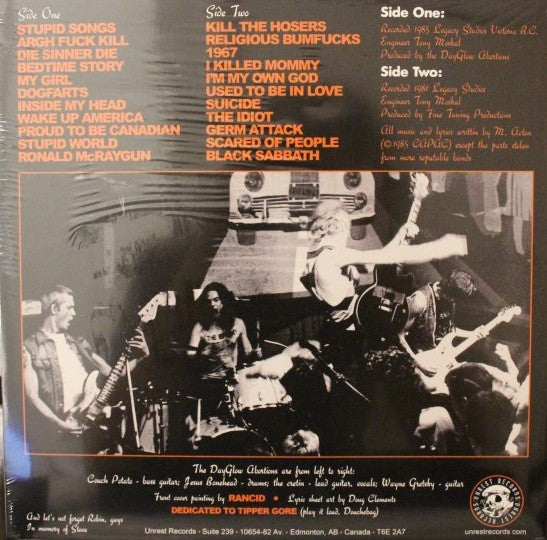 Side One
STUPID SONGS
ARGH FUCK KILL
DIE SINNER DIE
BEDTIME STORY
MY GIRL
DOGFARTS
INSIDE MY HEAD
WAKE UP AMERICA
PROUD TO BE CANADIAN
STUPID WORLD
RONALD McRAYGUN
Side Two
KILL THE HOSERS
RELIGIOUS BUMFUCKS
1967
I KILLED MOMMY
I'M MY OWN GOD
USED TO BE IN LOVE
SUICIDE
THE IDIOT
GERM ATTACK
SCARED OF PEOPLE
BLACK SABBATH
Side One:
Recorded 1985 Legacy Studios Victoria B.C.
Engineer Tony Moskal
Produced by the DayGlow Abortions
Side Two:
Recorded 1981 Legacy Studios
Engineer Tony Moskal
Produced by Fine Tuning Productions
All music and lyrics written by M. Acton
(© 1985 CAPAC) except the parts stolen
from more reputable bands
The DayGlow Abortions are from left to right:
Couch Potato - bass guitar; Jesus Bonehead - drums; the cretin - lead guitar, vocals; Wayne Gretsky - guitar
Front cover painting by RANCID • Lyric sheet art by Doug Clements
DEDICATED TO TIPPER GORE (play it loud, Douchebag)
And let's not forget Robin, guys
In memory of Steve
Unrest Records - Suite 239 - 10654-82 Av. - Edmonton, AB - Canada - T6E 2A7
UNREST RECORDS
UNREST RECORDS
unrestrecords.com